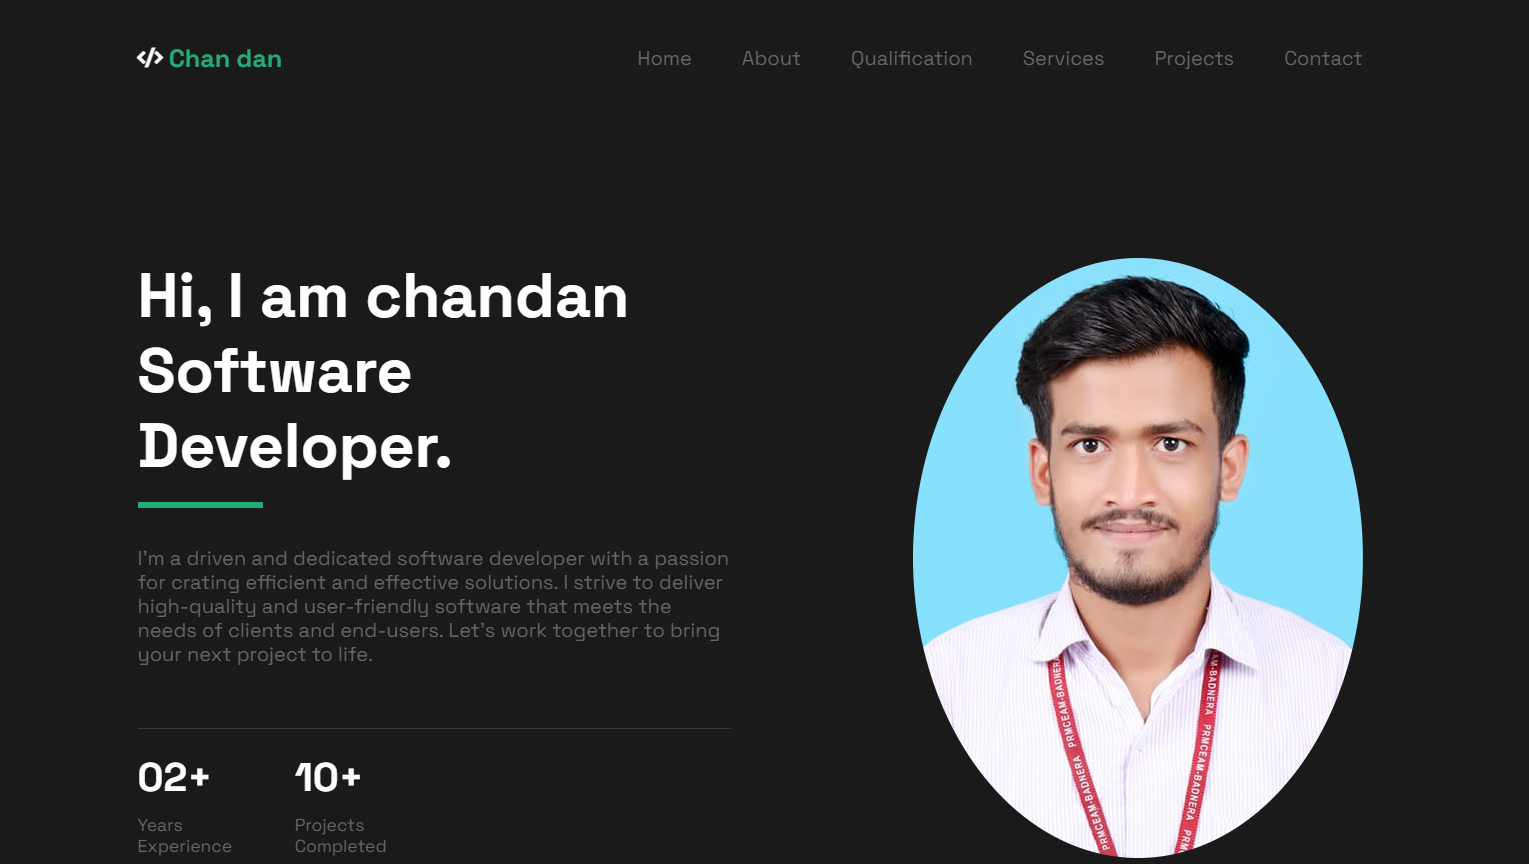 </> Chan dan
Home About Qualification Services Projects Contact
Hi, I am chandan
Software
Developer.
I'm a driven and dedicated software developer with a passion
for crating efficient and effective solutions. I strive to deliver
high-quality and user-friendly software that meets the
needs of clients and end-users. Let's work together to bring
your next project to life.
02+ 10+
Years Projects
Experience Completed
PRMCEAM-BADNERA PRMCEAM-BADNERA
AM-BADNERA PRMCEAM-BADNERA PRM